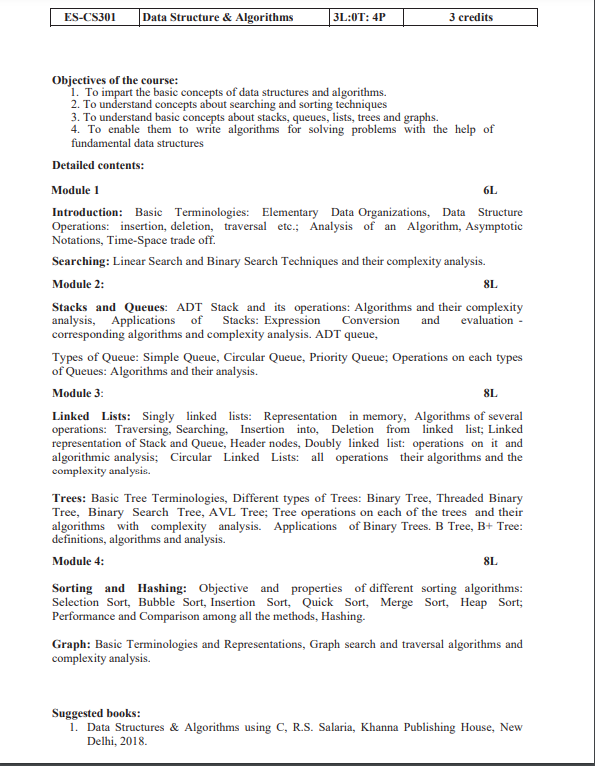 ES-CS301 Data Structure & Algorithms 3L:0T: 4P 3 credits
Objectives of the course:
1. To impart the basic concepts of data structures and algorithms.
2. To understand concepts about searching and sorting techniques
3. To understand basic concepts about stacks, queues, lists, trees and graphs.
4. To enable them to write algorithms for solving problems with the help of
fundamental data structures
Detailed contents:
Module 1 6L
Introduction: Basic Terminologies: Elementary Data Organizations, Data Structure
Operations: insertion, deletion, traversal etc.; Analysis of an Algorithm, Asymptotic
Notations, Time-Space trade off.
Searching: Linear Search and Binary Search Techniques and their complexity analysis.
Module 2: 8L
Stacks and Queues: ADT Stack and its operations: Algorithms and their complexity
analysis, Applications of Stacks: Expression Conversion and evaluation -
corresponding algorithms and complexity analysis. ADT queue,
Types of Queue: Simple Queue, Circular Queue, Priority Queue; Operations on each types
of Queues: Algorithms and their analysis.
Module 3: 8L
Linked Lists: Singly linked lists: Representation in memory, Algorithms of several
operations: Traversing, Searching, Insertion into, Deletion from linked list; Linked
representation of Stack and Queue, Header nodes, Doubly linked list: operations on it and
algorithmic analysis; Circular Linked Lists: all operations their algorithms and the
complexity analysis.
Trees: Basic Tree Terminologies, Different types of Trees: Binary Tree, Threaded Binary
Tree, Binary Search Tree, AVL Tree; Tree operations on each of the trees and their
algorithms with complexity analysis. Applications of Binary Trees. B Tree, B+ Tree:
definitions, algorithms and analysis.
Module 4: 8L
Sorting and Hashing: Objective and properties of different sorting algorithms:
Selection Sort, Bubble Sort, Insertion Sort, Quick Sort, Merge Sort, Heap Sort;
Performance and Comparison among all the methods, Hashing.
Graph: Basic Terminologies and Representations, Graph search and traversal algorithms and
complexity analysis.
Suggested books:
1. Data Structures & Algorithms using C, R.S. Salaria, Khanna Publishing House, New
Delhi, 2018.